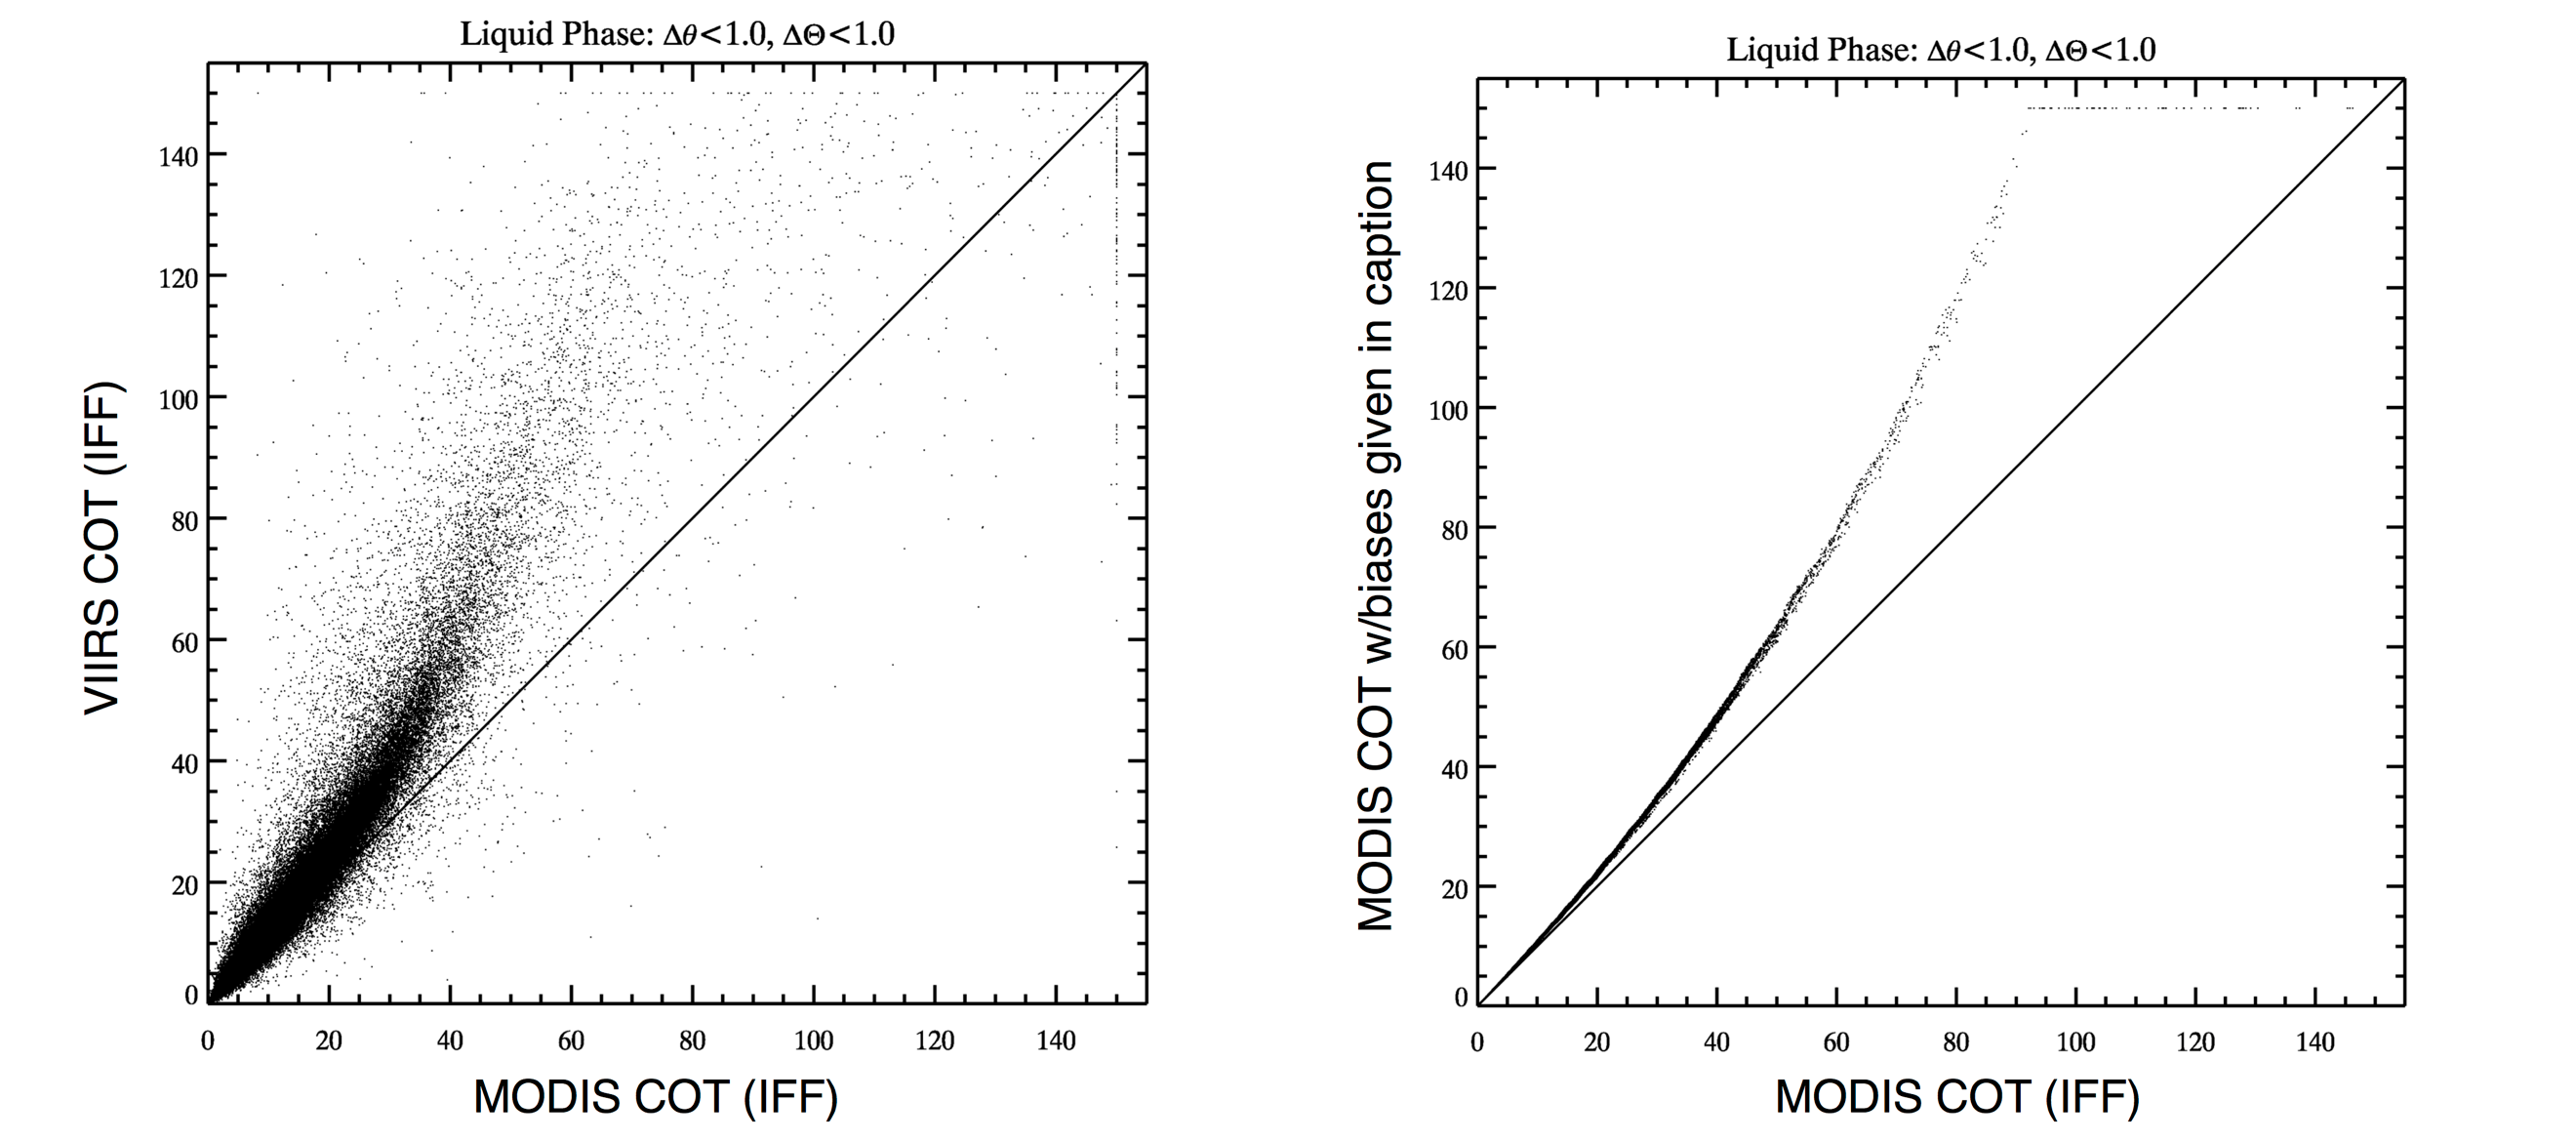 Liquid Phase: Δθ<1.0, ΔΘ<1.0
VIIRS COT (IFF)
140
120
100
80
60
40
20
0
0 20 40 60 80 100 120 140
MODIS COT (IFF)
Liquid Phase: Δθ<1.0, ΔΘ<1.0
MODIS COT w/biases given in caption
140
120
100
80
60
40
20
0
0 20 40 60 80 100 120 140
MODIS COT (IFF)